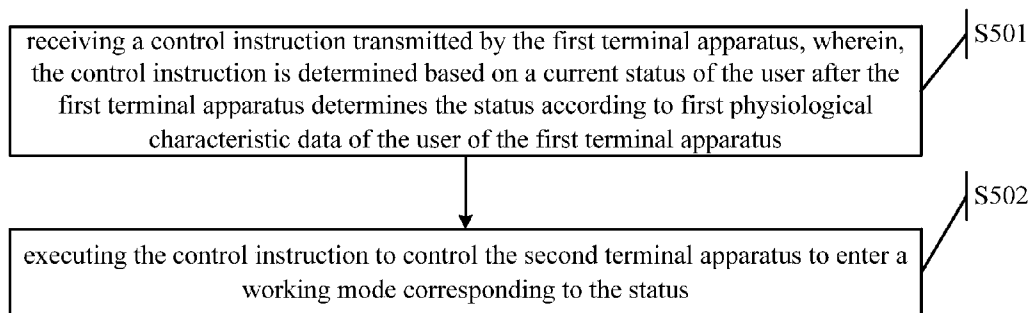 receiving a control instruction transmitted by the first terminal apparatus, wherein,
the control instruction is determined based on a current status of the user after the
first terminal apparatus determines the status according to first physiological
characteristic data of the user of the first terminal apparatus
S501
executing the control instruction to control the second terminal apparatus to enter a
working mode corresponding to the status
S502